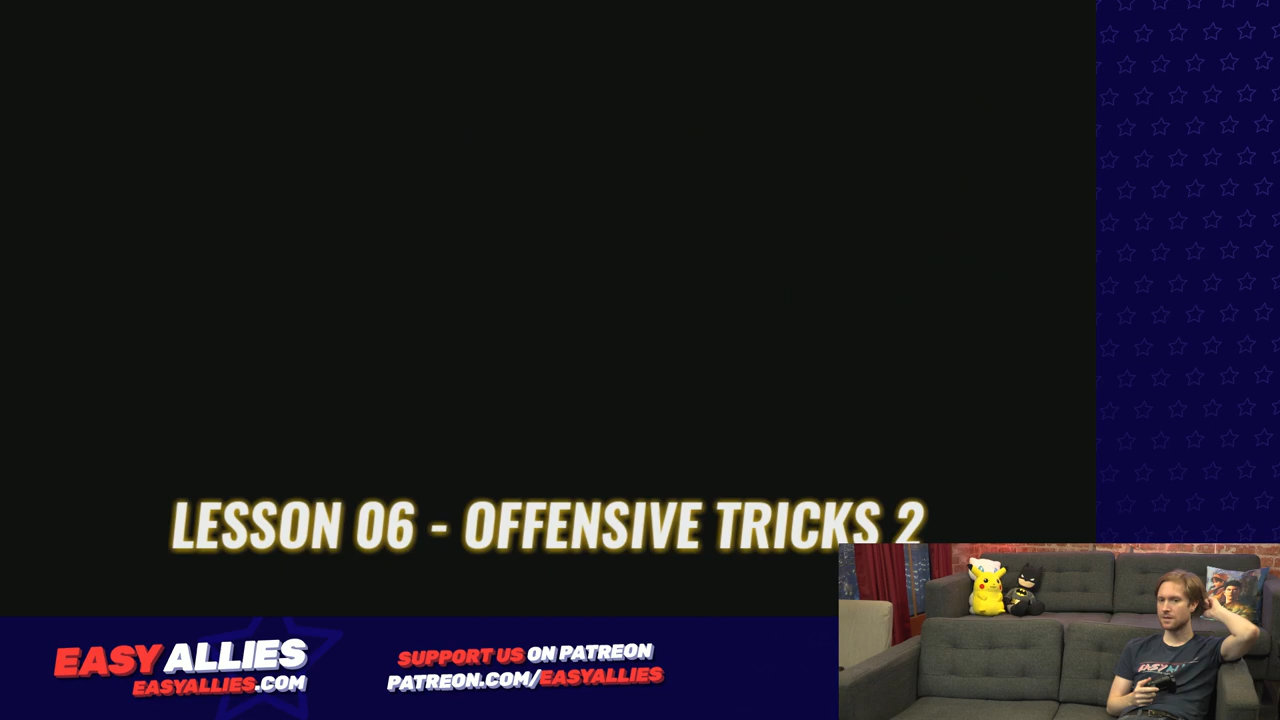 LESSON 06 - OFFENSIVE TRICKS 2
EASY ALLIES
EASYALLIES.COM
SUPPORT US ON PATREON
PATREON.COM/EASYALLIES